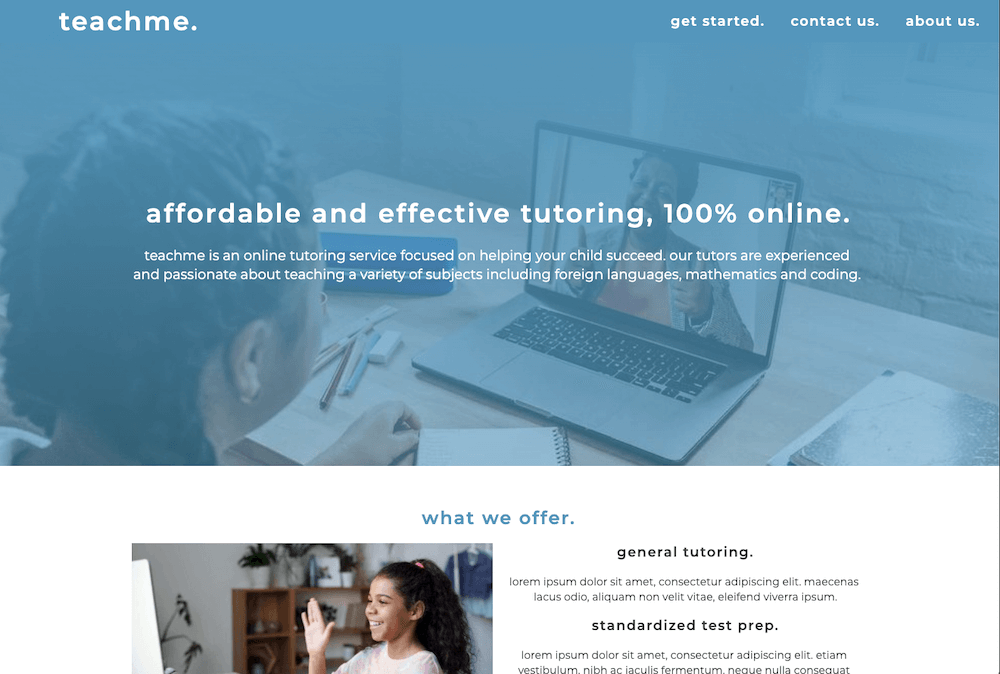 teachme.
get started. contact us. about us.
affordable and effective tutoring, 100% online.
teachme is an online tutoring service focused on helping your child succeed. our tutors are experienced
and passionate about teaching a variety of subjects including foreign languages, mathematics and coding.
what we offer.
general tutoring.
lorem ipsum dolor sit amet, consectetur adipiscing elit. maecenas
lacus odio, aliquam non velit vitae, eleifend viverra ipsum.
standardized test prep.
lorem ipsum dolor sit amet, consectetur adipiscing elit. etiam
vestibulum, nibh ac iaculis fermentum, neque nulla consequat